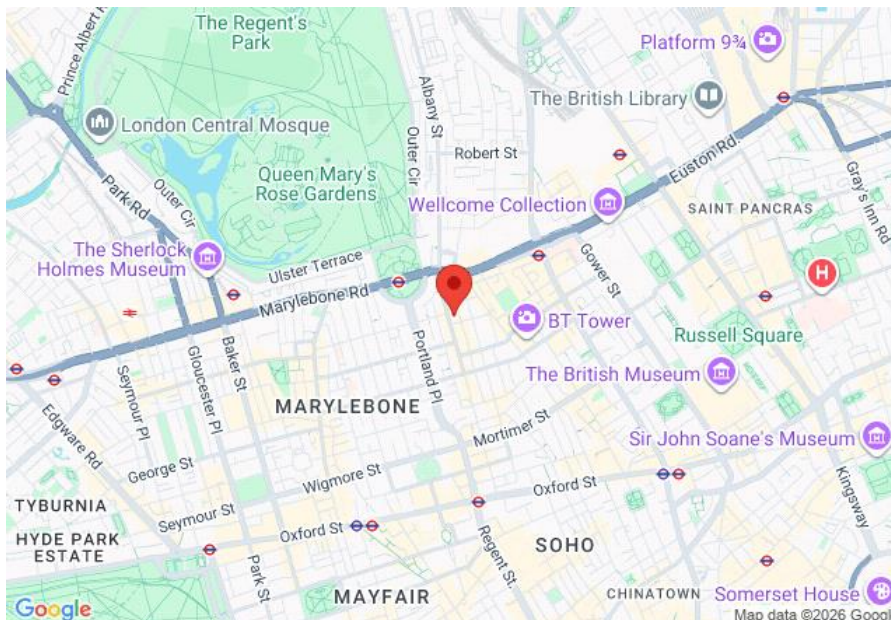 The Regent's
Park
Prince Albert R
Platform 9¾
Albany St
The British Library
London Central Mosque
Outer Cir
Robert St
Euston Rd.
Gray's Inn Rd
Outer Cir
Queen Mary's
Rose Gardens
Park Rd
Wellcome Collection
SAINT PANCRAS
The Sherlock
Holmes Museum
Ulster Terrace
Gower St
H
Marylebone Rd
BT Tower
Russell Square
Portland Pl
Baker St
Gloucester Pl
Seymour Pl
The British Museum
MARYLEBONE
Mortimer St
Sir John Soane's Museum
Edgware Rd
George St
Wigmore St
Kingsway
Oxford St
TYBURNIA
Seymour St
Oxford St
HYDE PARK
ESTATE
SOHO
Regent St.
Park St
MAYFAIR
CHINATOWN
Somerset House
Google
Map data ©2026 Googl